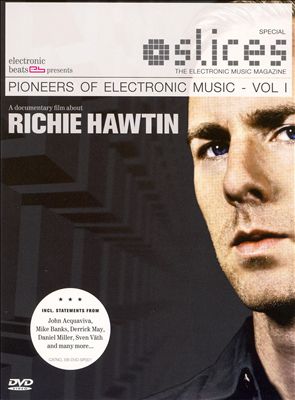 SPECIAL
electronic
beats eb presents
slices
THE ELECTRONIC MUSIC MAGAZINE
PIONEERS OF ELECTRONIC MUSIC - VOL I
A documentary film about
RICHIE HAWTIN
INCL. STATEMENTS FROM
John Acquaviva,
Mike Banks, Derrick May,
Daniel Miller, Sven Väth
and many more...
DVD
VIDEO